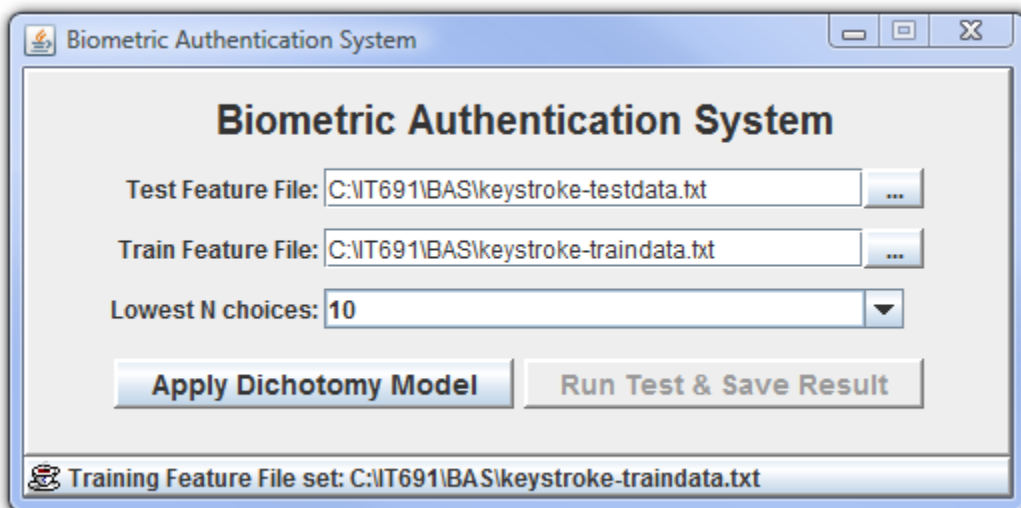 Biometric Authentication System
Biometric Authentication System
Test Feature File: C:\IT691\BAS\keystroke-testdata.txt ...
Train Feature File: C:\IT691\BAS\keystroke-traindata.txt ...
Lowest N choices: 10
Apply Dichotomy Model Run Test & Save Result
Training Feature File set: C:\IT691\BAS\keystroke-traindata.txt